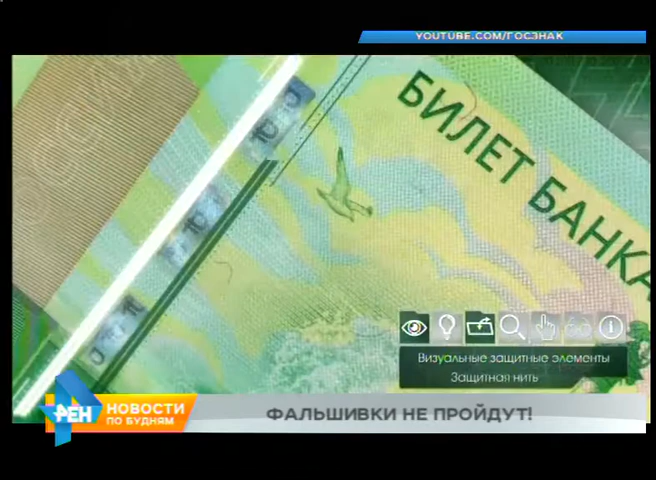 YOUTUBE.COM/ГОСЗНАК
БИЛЕТ БАНКА
Визуальные защитные элементы
Защитная нить
РЕН
НОВОСТИ
ПО БУДНЯМ
ФАЛЬШИВКИ НЕ ПРОЙДУТ!